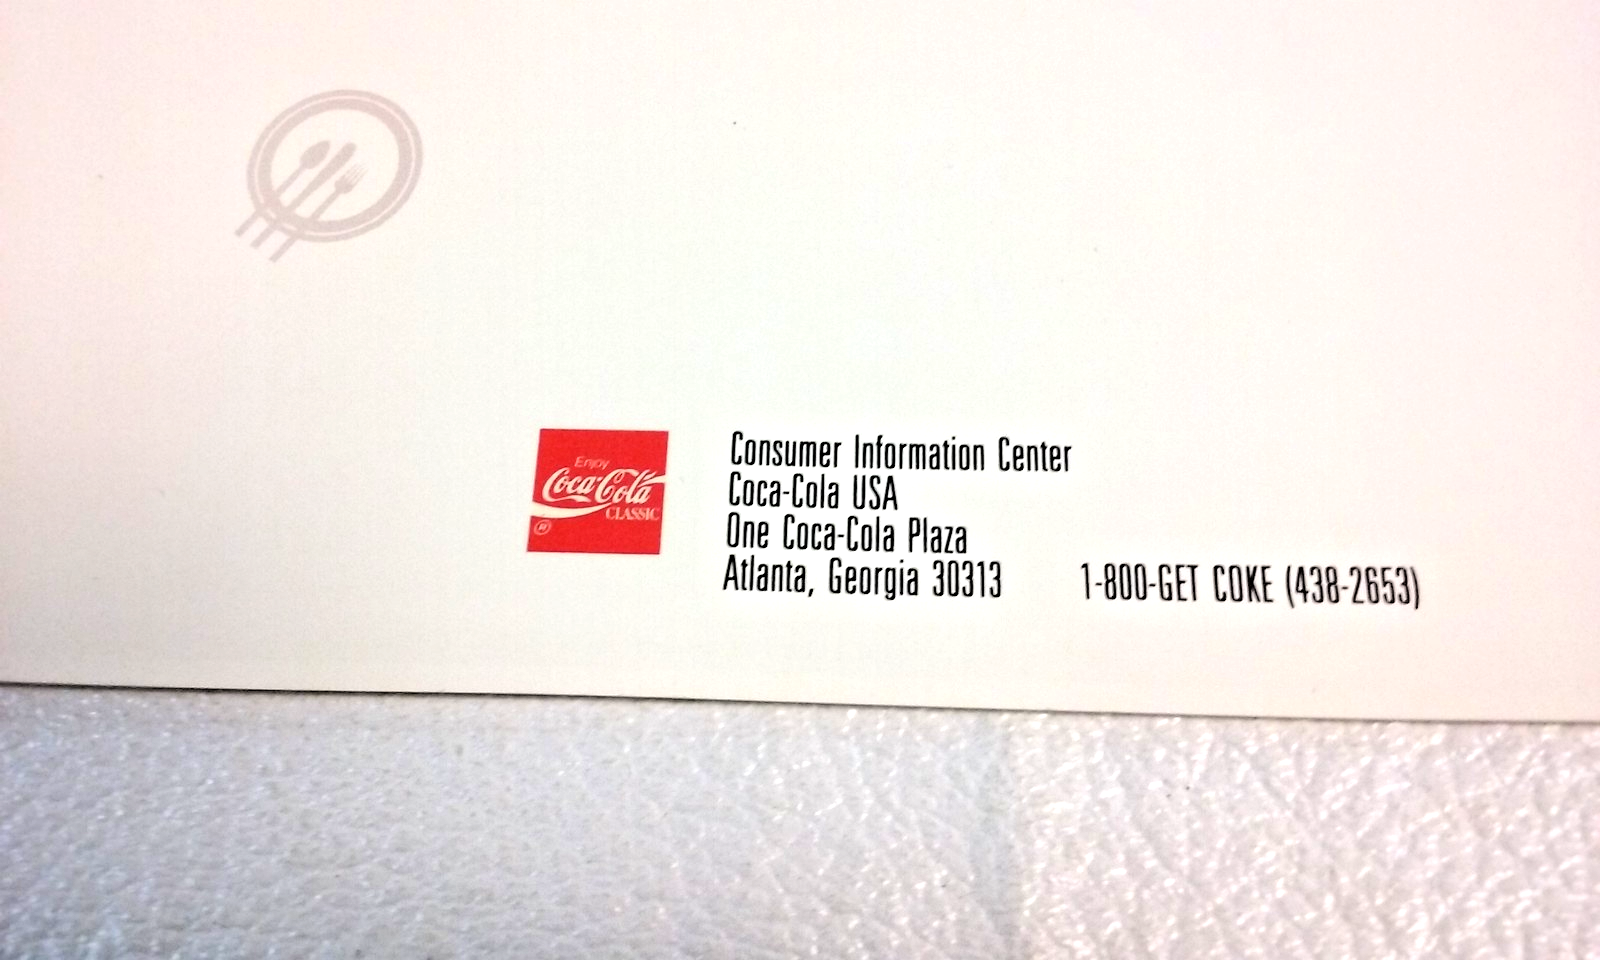 Enjoy
Coca-Cola
CLASSIC
Consumer Information Center
Coca-Cola USA
One Coca-Cola Plaza
Atlanta, Georgia 30313
1-800-GET COKE (438-2653)